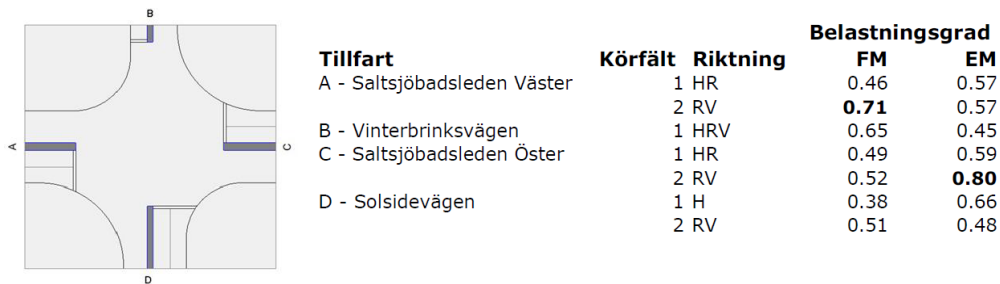 B
A
C
D
Belastningsgrad
Tillfart Körfält Riktning FM EM
A - Saltsjöbadsleden Väster 1 HR 0.46 0.57
2 RV 0.71 0.57
B - Vinterbrinksvägen 1 HRV 0.65 0.45
C - Saltsjöbadsleden Öster 1 HR 0.49 0.59
2 RV 0.52 0.80
D - Solsidevägen 1 H 0.38 0.66
2 RV 0.51 0.48